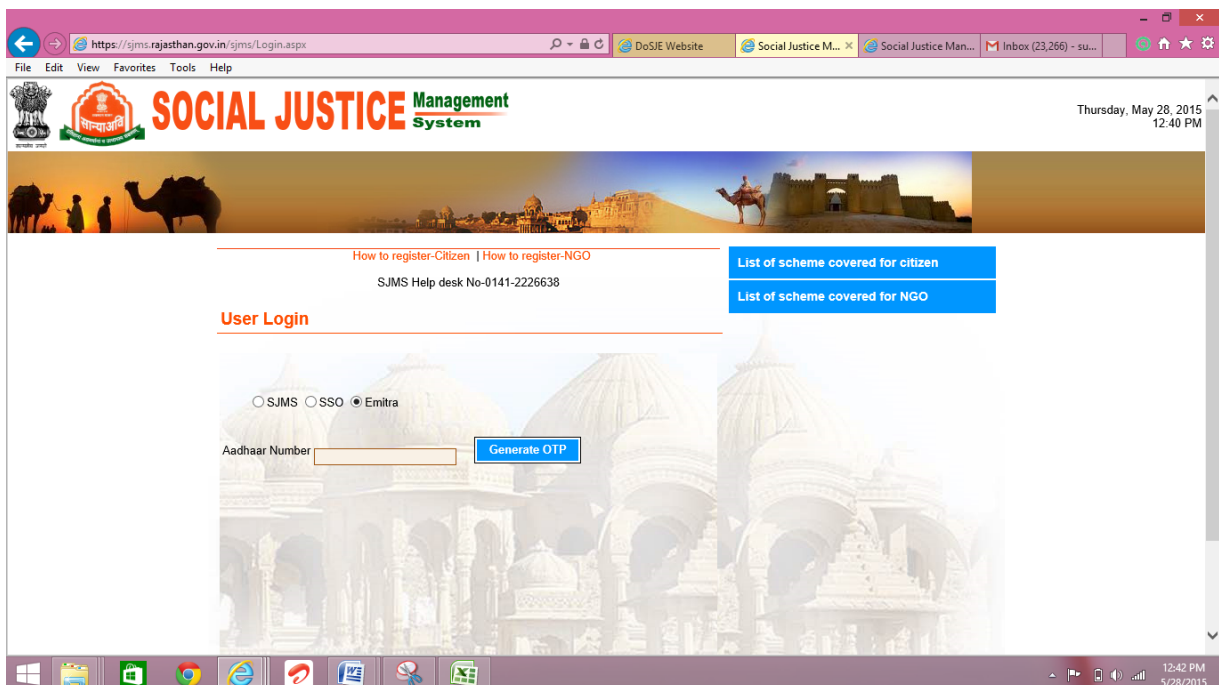 https://sjms.rajasthan.gov.in/sjms/Login.aspx
DoSJE Website
Social Justice M...
Social Justice Man...
Inbox (23,266) - su...
File Edit View Favorites Tools Help
SOCIAL JUSTICE Management System
Thursday, May 28, 2015
12:40 PM
How to register-Citizen | How to register-NGO
SJMS Help desk No-0141-2226638
List of scheme covered for citizen
List of scheme covered for NGO
User Login
SJMS SSO Emitra
Aadhaar Number
Generate OTP
12:42 PM
5/28/2015